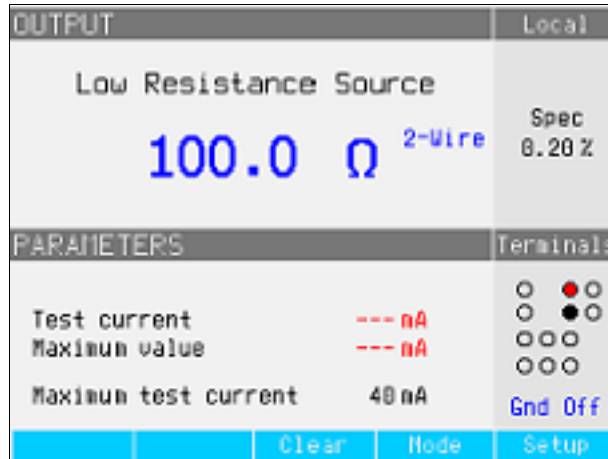 OUTPUT Local
Low Resistance Source
100.0 Ω 2-Wire
Spec
0.20 %
PARAMETERS Terminals
Test current --- mA
Maximum value --- mA
Maximum test current 40 mA
Gnd Off
Clear Mode Setup